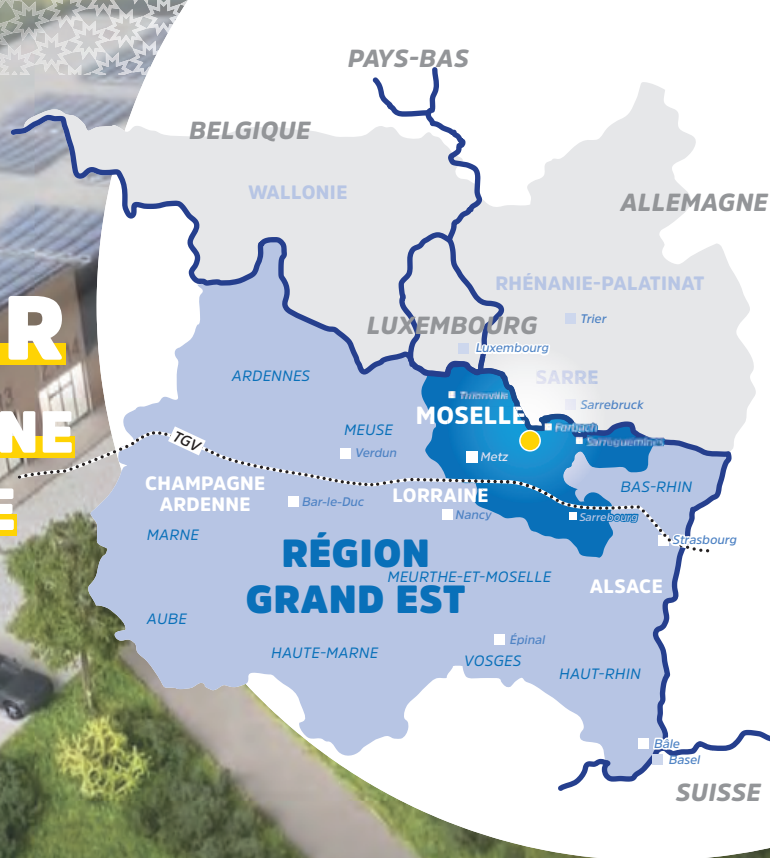 PAYS-BAS
BELGIQUE
WALLONIE
ALLEMAGNE
RHÉNANIE-PALATINAT
R
LUXEMBOURG
Trier
Luxembourg
ARDENNES
SARRE
Thionville
Sarrebruck
MOSELLE
NE
MEUSE
Forbach
TGV
Sarreguemines
Verdun
Metz
CHAMPAGNE
ARDENNE
LORRAINE
BAS-RHIN
E
Bar-le-Duc
Nancy
Sarrebourg
MARNE
Strasbourg
RÉGION
GRAND EST
MEURTHE-ET-MOSELLE
ALSACE
AUBE
Épinal
HAUTE-MARNE
VOSGES
HAUT-RHIN
Bâle
Basel
SUISSE